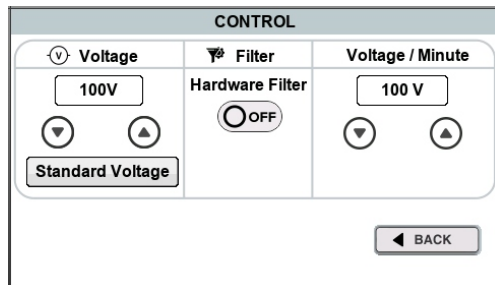 CONTROL
V Voltage
Filter
Voltage / Minute
100V
Hardware Filter
100 V
OFF
Standard Voltage
BACK